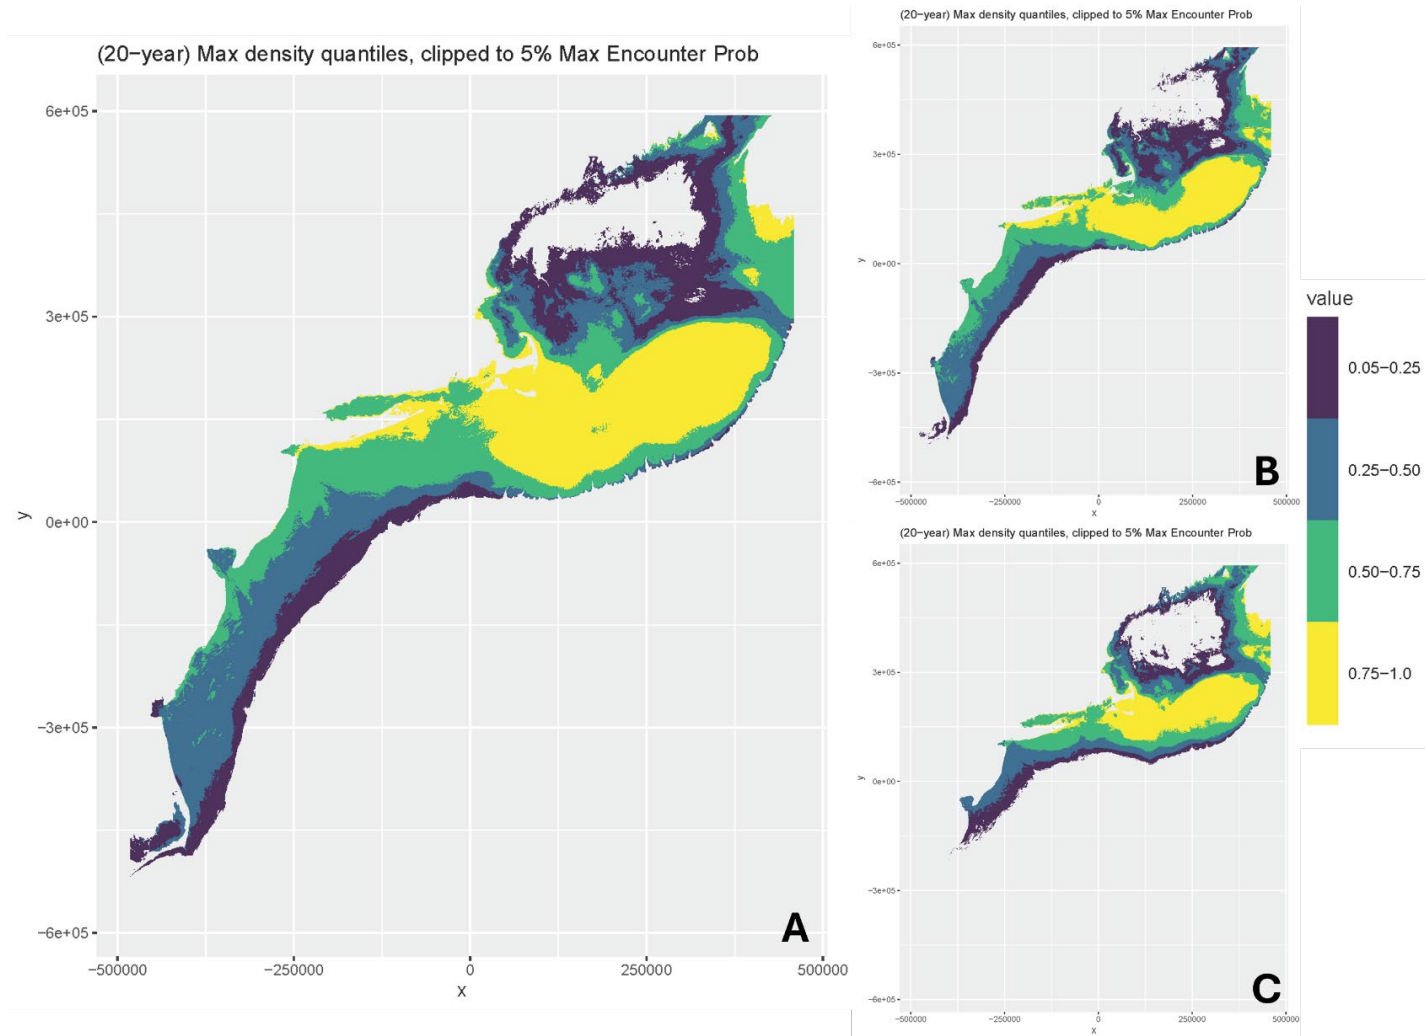 (20−year) Max density quantiles, clipped to 5% Max Encounter Prob
6e+05
3e+05
0e+00
−3e+05
−6e+05
y
−500000
−250000
0
250000
500000
x
A
(20−year) Max density quantiles, clipped to 5% Max Encounter Prob
6e+05
3e+05
0e+00
−3e+05
−6e+05
y
−500000
−250000
0
250000
500000
x
B
(20−year) Max density quantiles, clipped to 5% Max Encounter Prob
6e+05
3e+05
0e+00
−3e+05
−6e+05
y
−500000
−250000
0
250000
500000
x
C
value
0.05−0.25
0.25−0.50
0.50−0.75
0.75−1.0